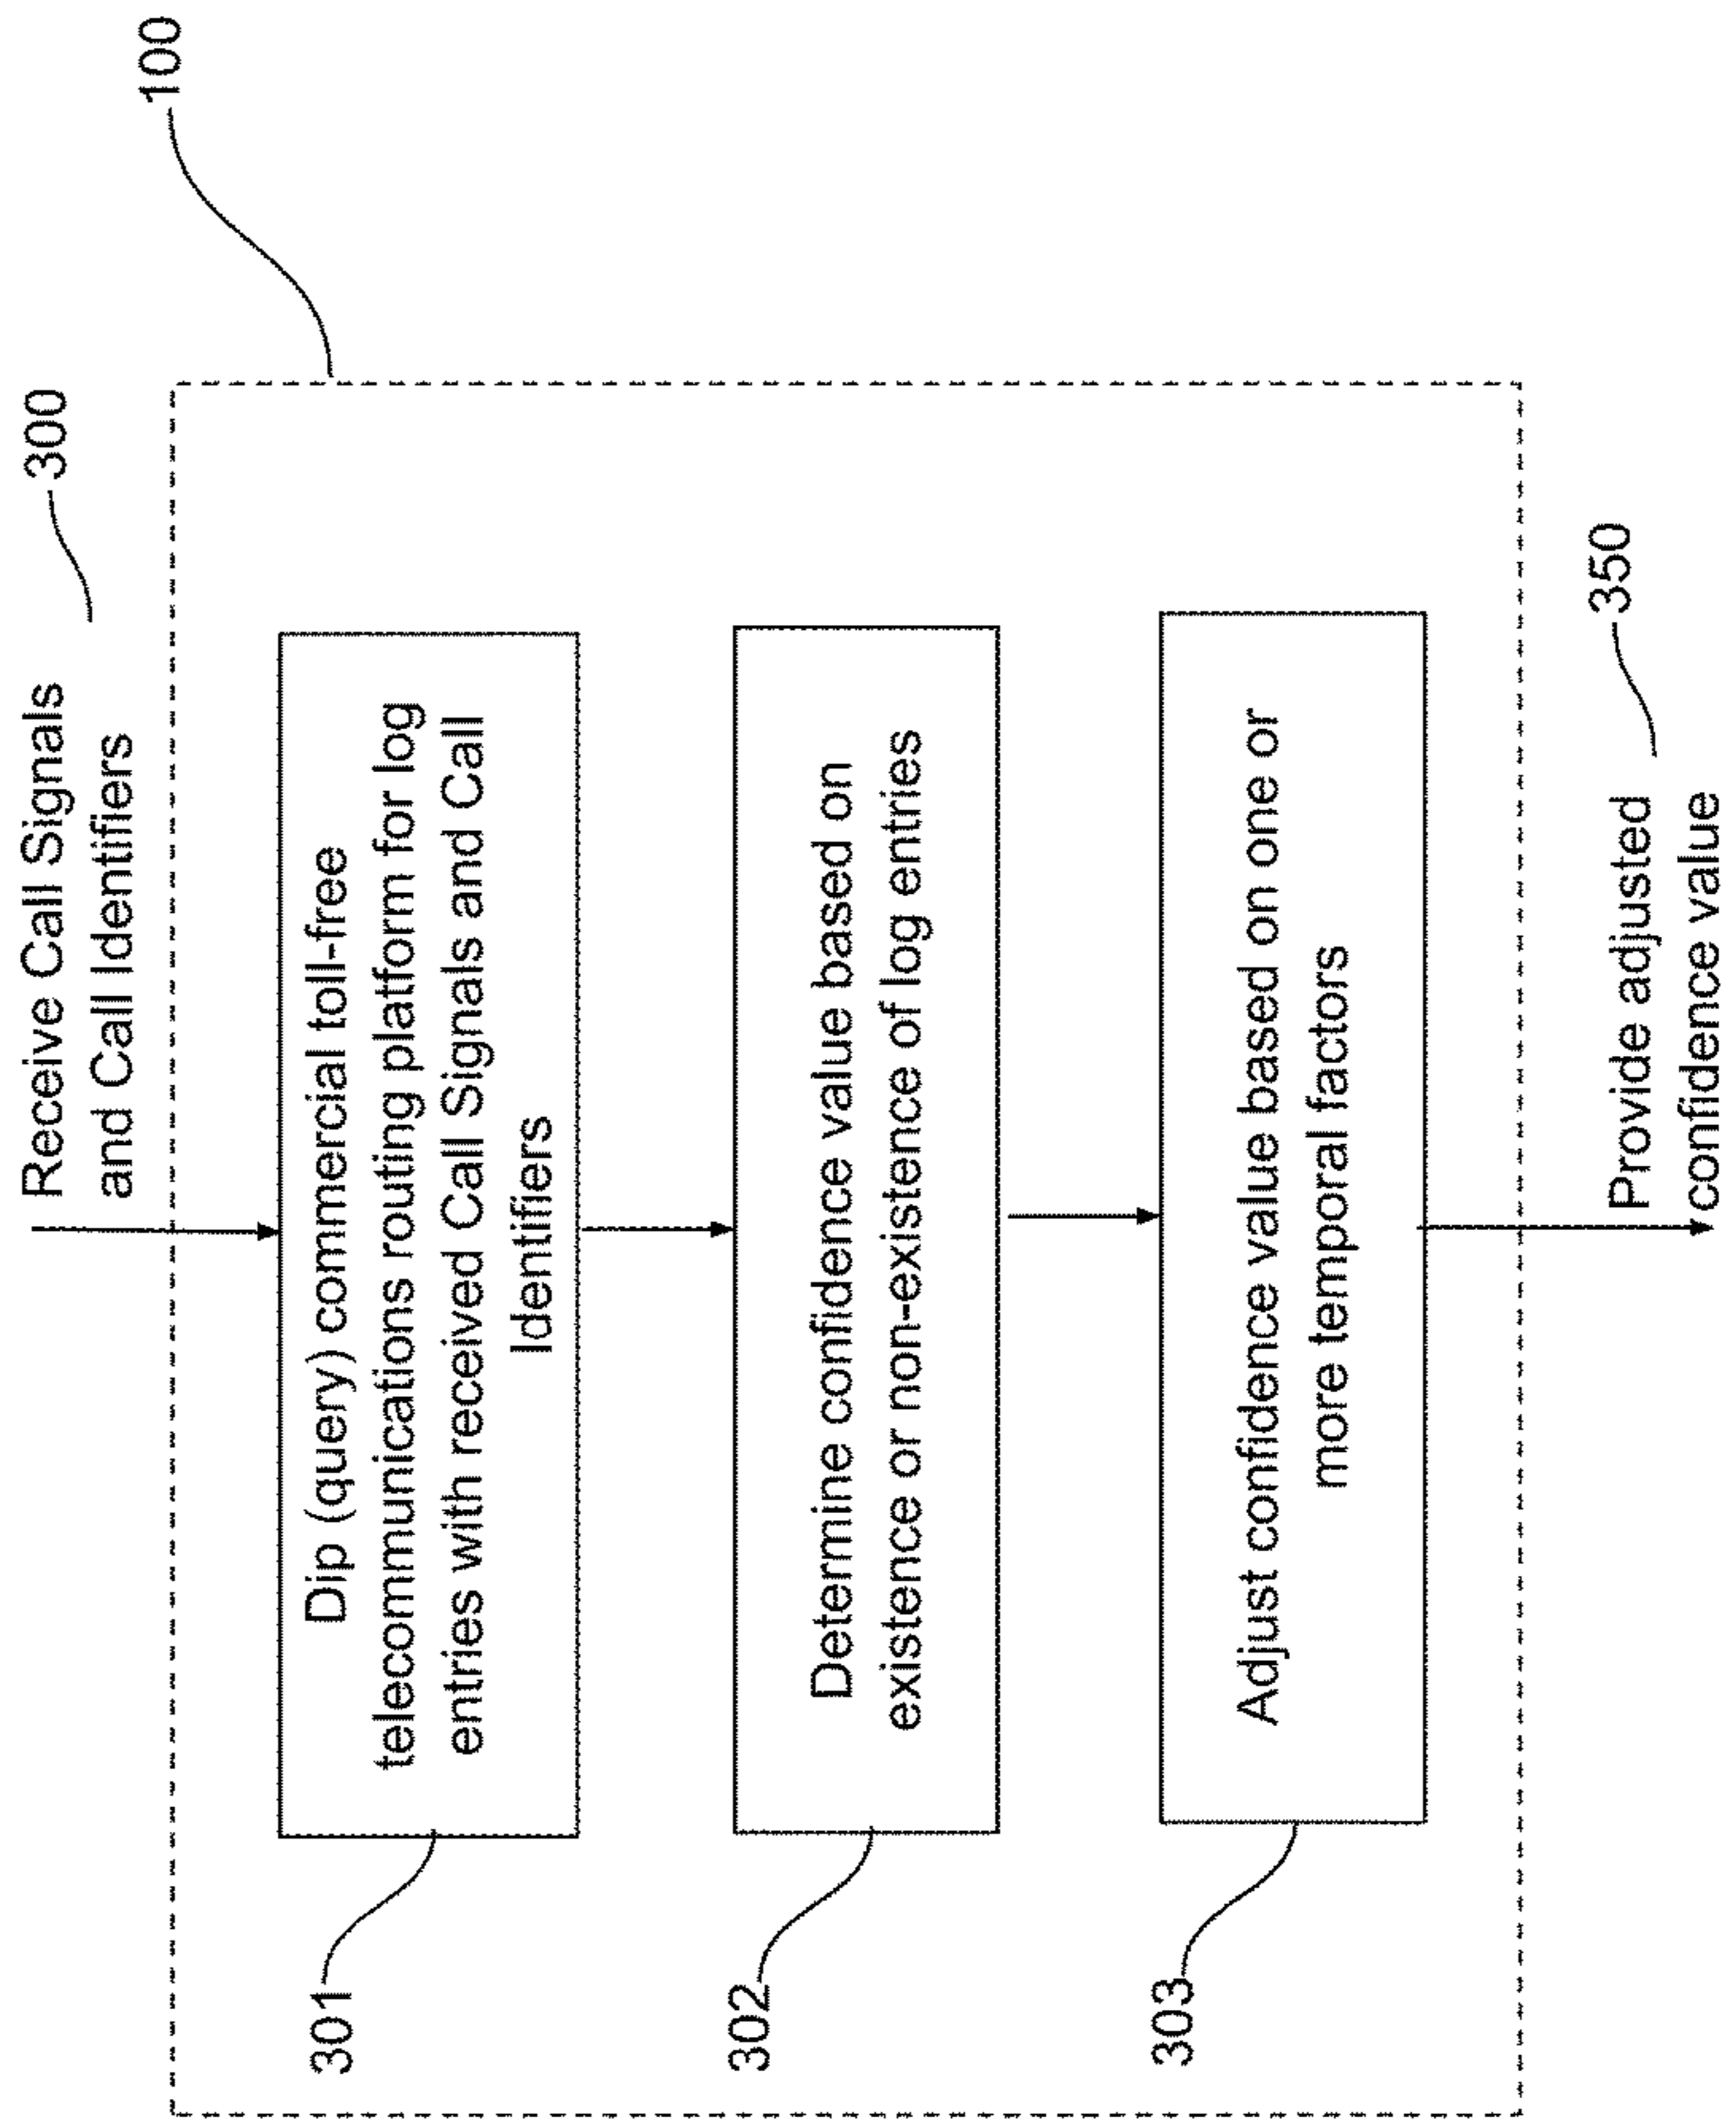 100
Receive Call Signals
and Call Identifiers
300
Dip (query) commercial toll-free
telecommunications routing platform for log
entries with received Call Signals and Call
Identifiers
301
Determine confidence value based on
existence or non-existence of log entries
302
Adjust confidence value based on one or
more temporal factors
303
Provide adjusted
confidence value
350